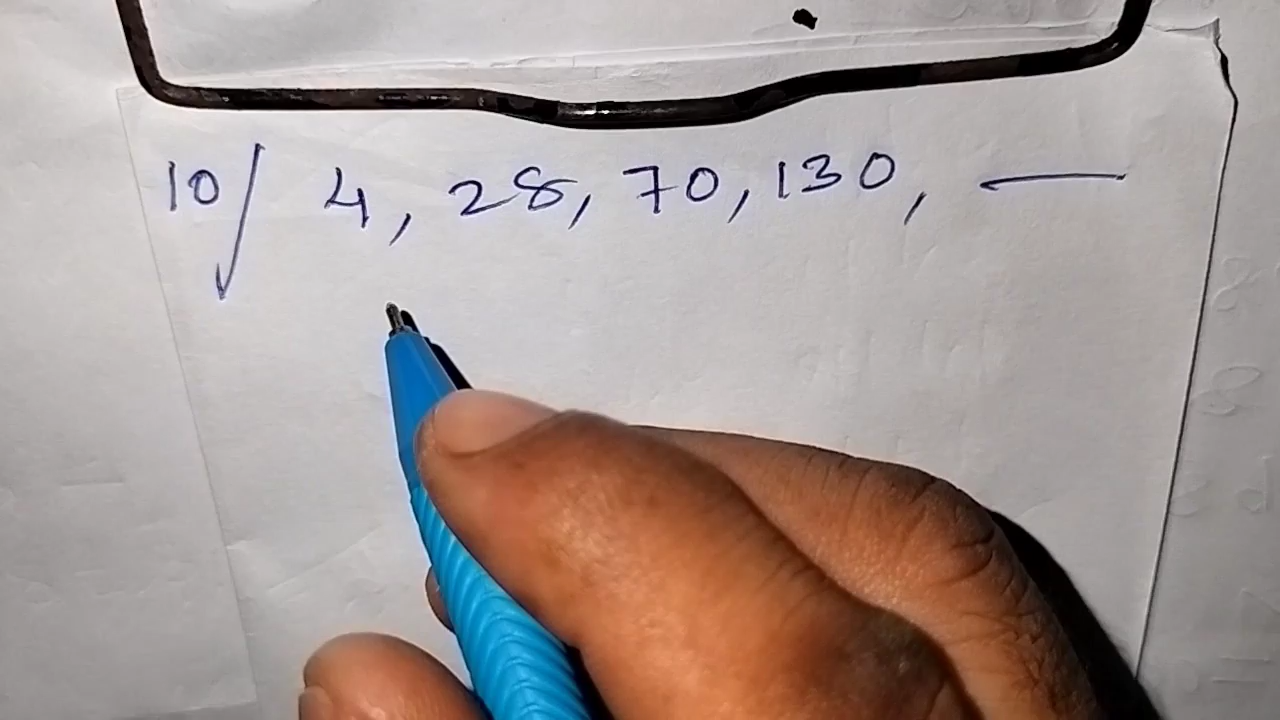 10/ 4, 28, 70, 130, —